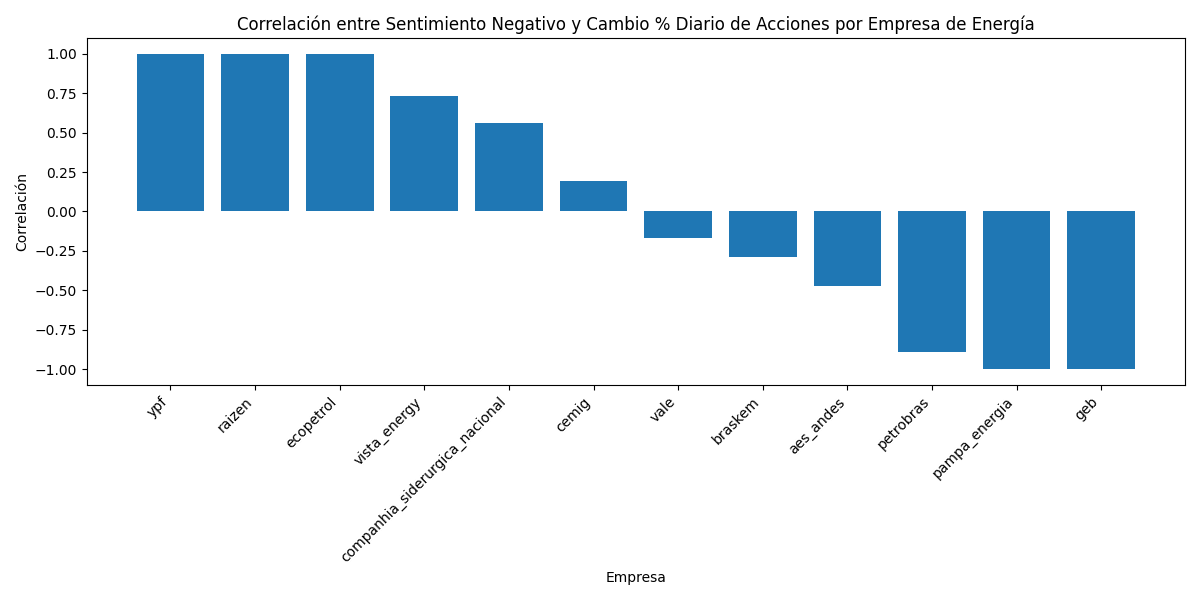 Correlación entre Sentimiento Negativo y Cambio % Diario de Acciones por Empresa de Energía
Correlación
1.00
0.75
0.50
0.25
0.00
−0.25
−0.50
−0.75
−1.00
ypf
raizen
ecopetrol
vista_energy
companhia_siderurgica_nacional
cemig
vale
braskem
aes_andes
petrobras
pampa_energia
geb
Empresa